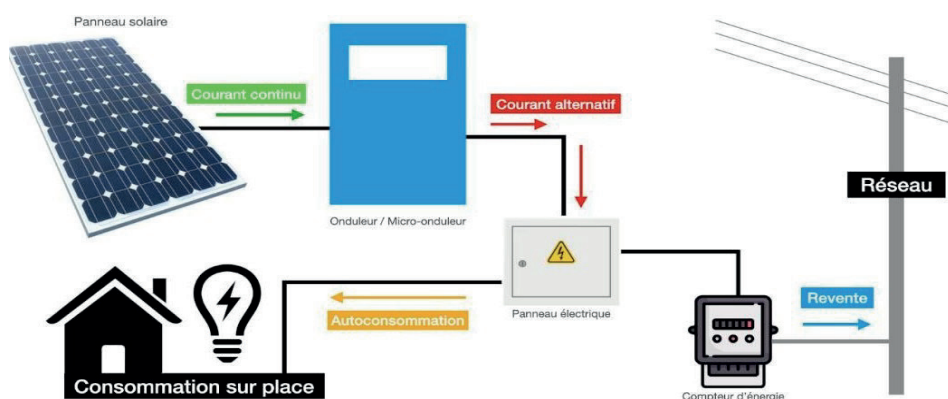 Panneau solaire
Courant continu
Courant alternatif
Onduleur / Micro-onduleur
Réseau
Autoconsommation
Panneau électrique
Revente
Consommation sur place
Compteur d'énergie